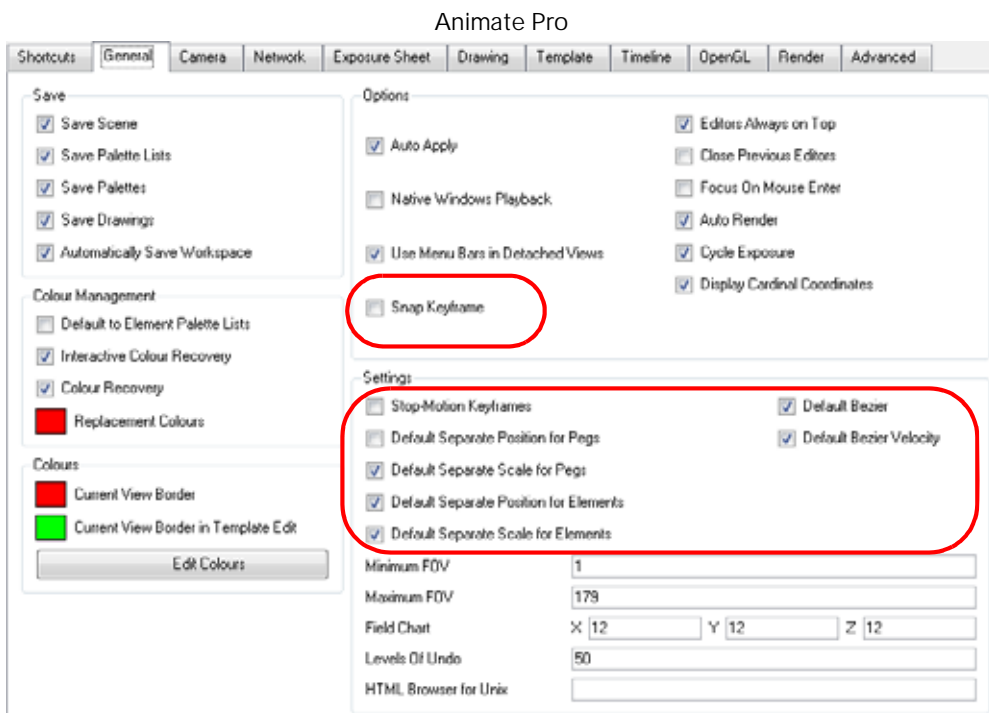 Animate Pro
Shortcuts General Camera Network Exposure Sheet Drawing Template Timeline OpenGL Render Advanced
Save
Save Scene
Save Palette Lists
Save Palettes
Save Drawings
Automatically Save Workspace
Colour Management
Default to Element Palette Lists
Interactive Colour Recovery
Colour Recovery
Replacement Colours
Colours
Current View Border
Current View Border in Template Edit
Edit Colours
Options
Auto Apply
Native Windows Playback
Use Menu Bars in Detached Views
Snap Keyframe
Editors Always on Top
Close Previous Editors
Focus On Mouse Enter
Auto Render
Cycle Exposure
Display Cardinal Coordinates
Settings
Stop-Motion Keyframes
Default Separate Position for Pegs
Default Separate Scale for Pegs
Default Separate Position for Elements
Default Separate Scale for Elements
Default Bezier
Default Bezier Velocity
Minimum FOV 1
Maximum FOV 179
Field Chart X 12 Y 12 Z 12
Levels Of Undo 50
HTML Browser for Unix